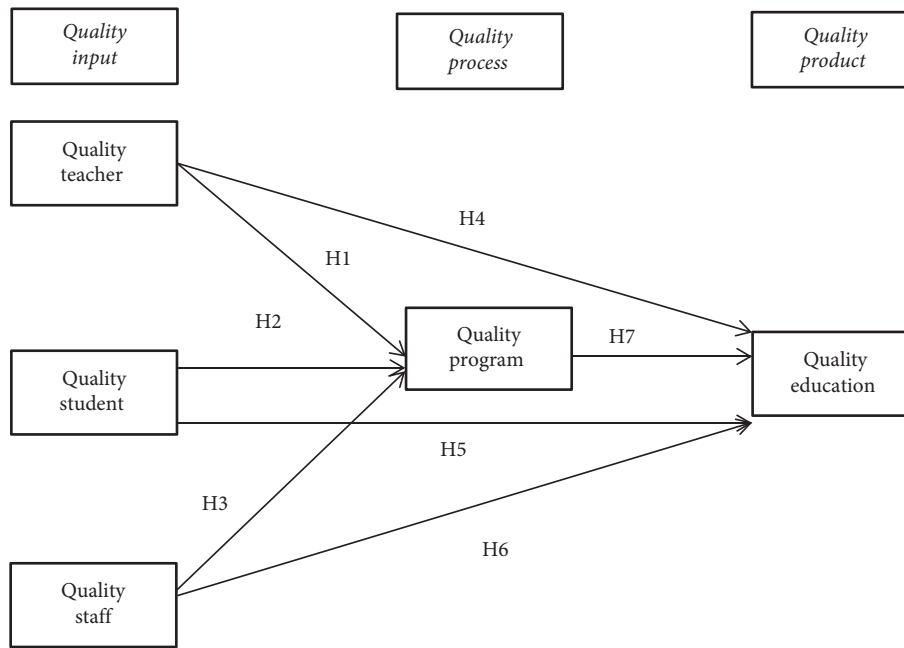 Quality
input
Quality
process
Quality
product
Quality
teacher
H4
H1
H2
Quality
program
H7
Quality
education
Quality
student
H5
H3
H6
Quality
staff